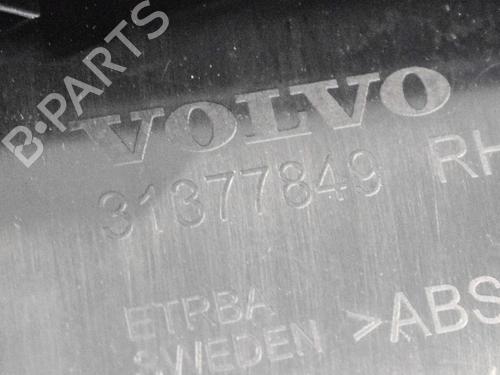 B-PARTS
VOLVO
31377849 RH
ETRBA
SWEDEN >ABS